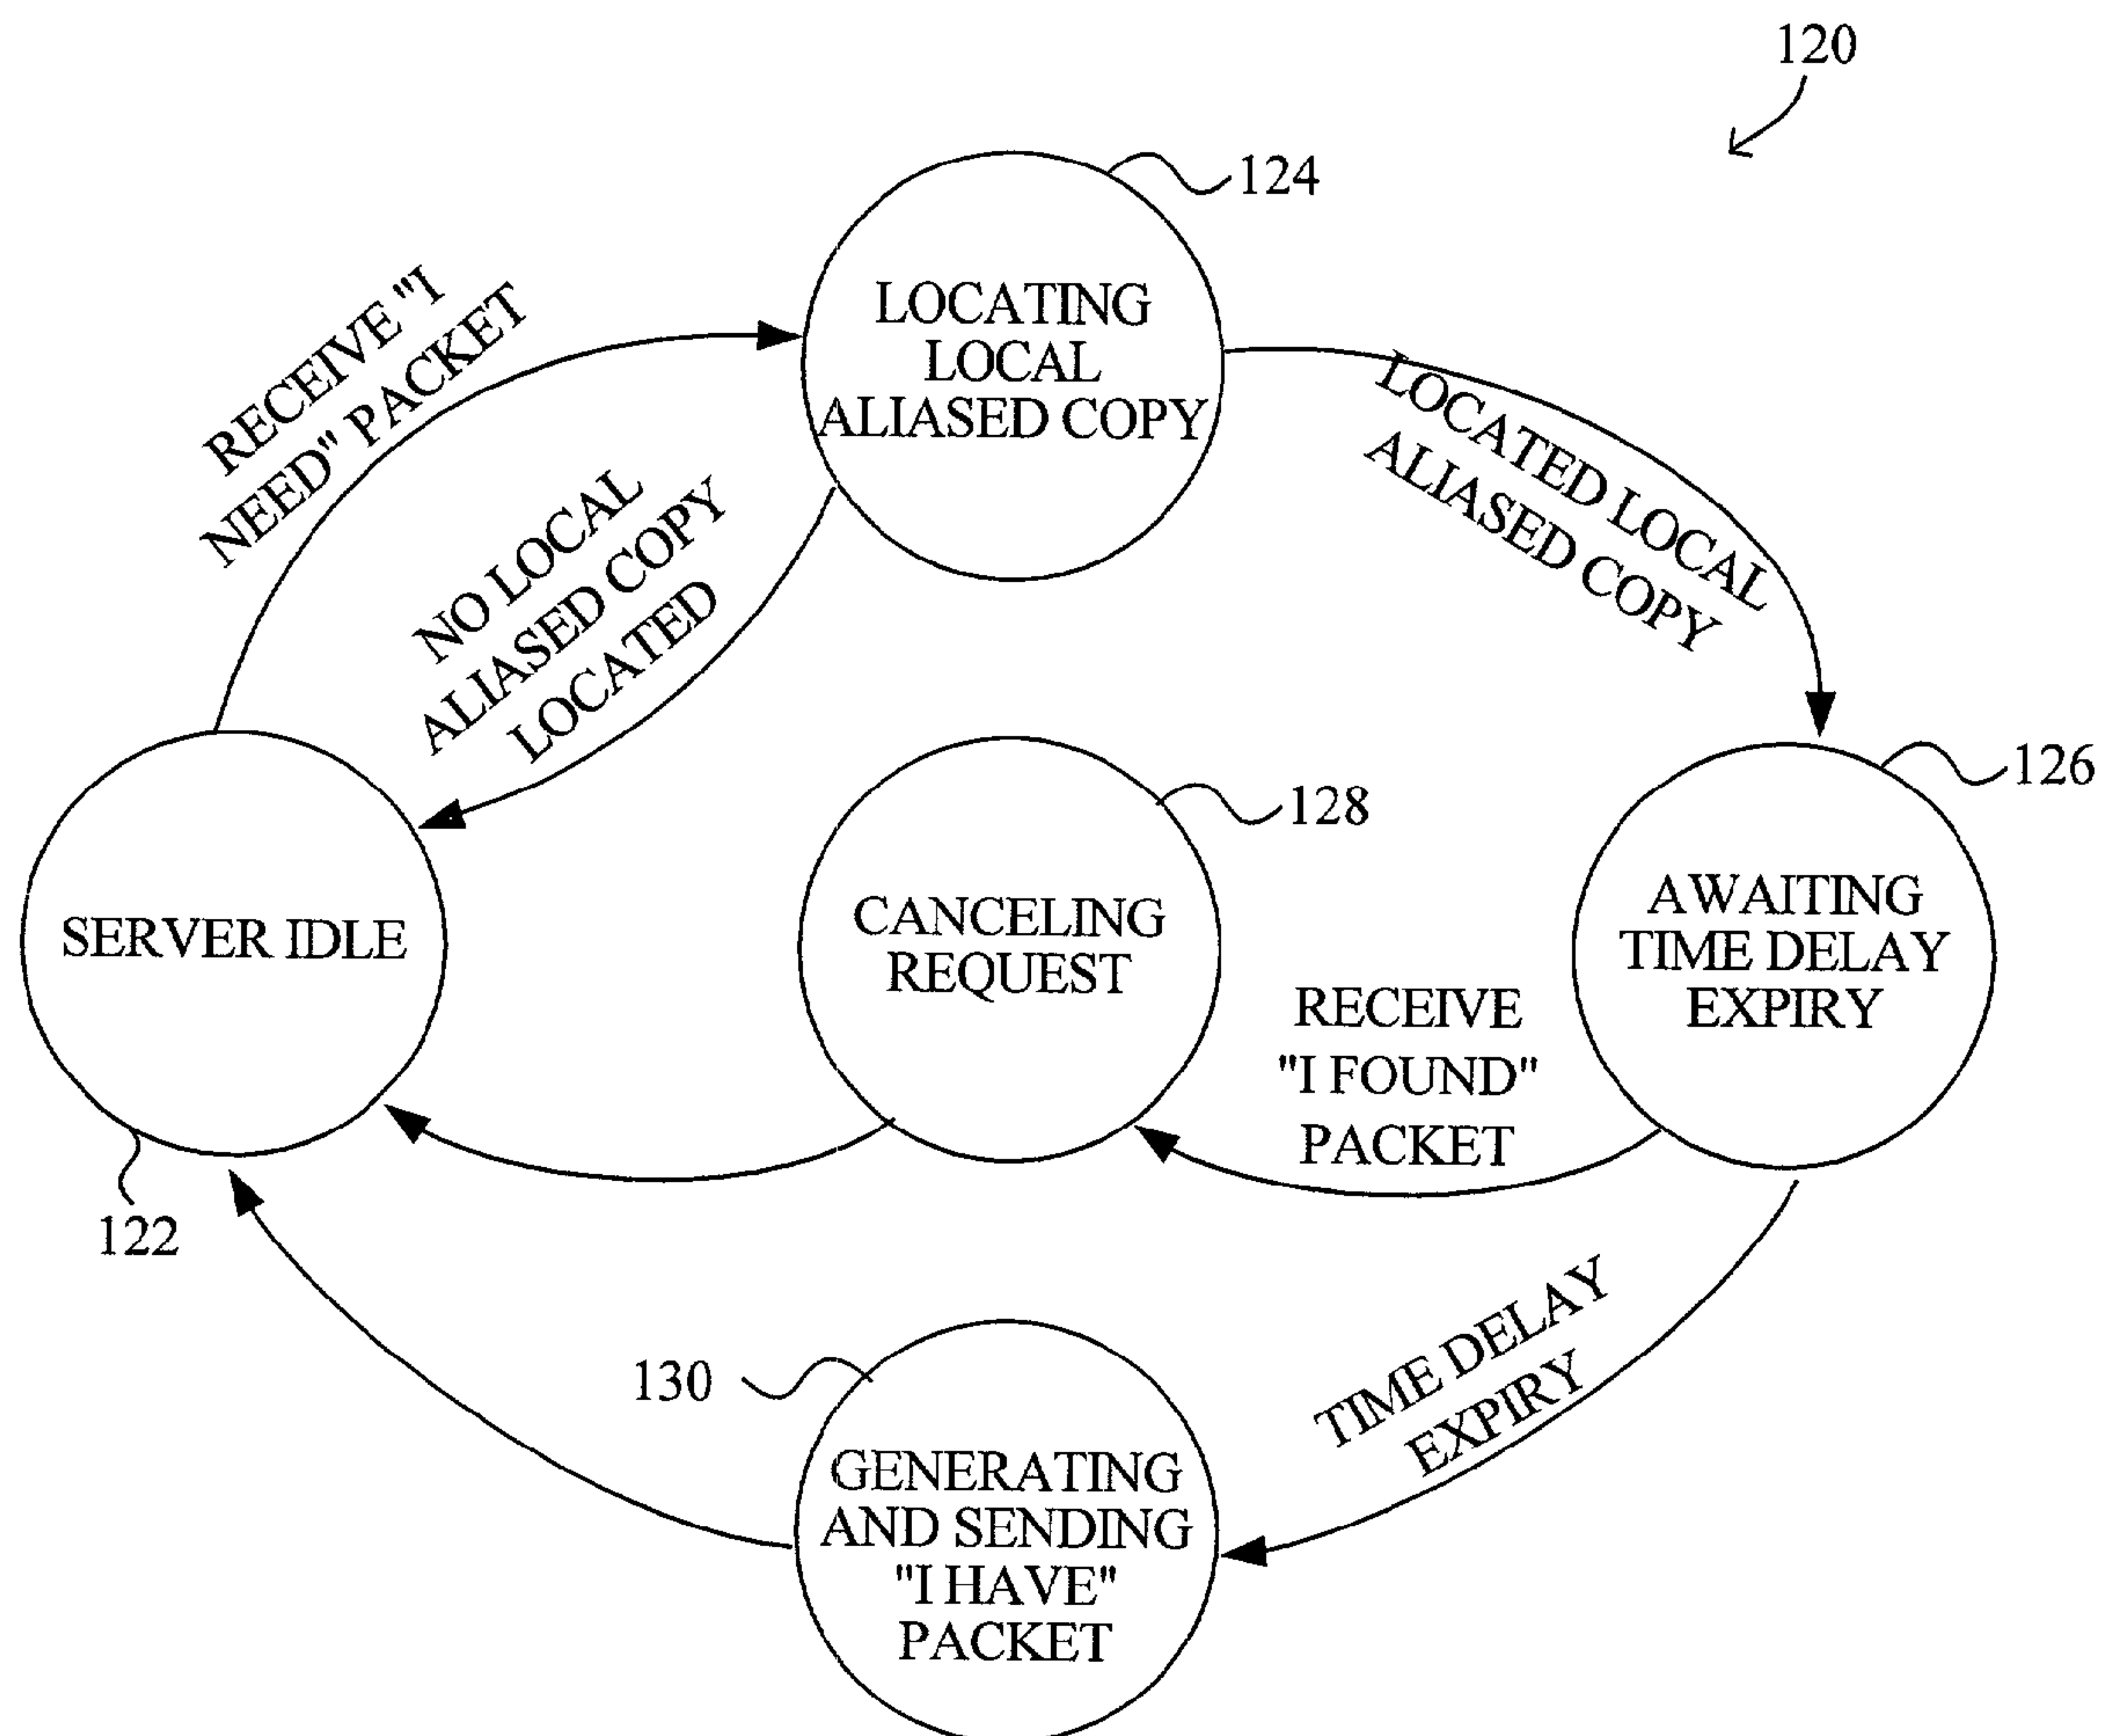 120
124
LOCATING
LOCAL
ALIASED COPY
RECEIVE "I
NEED" PACKET
LOCATED LOCAL
ALIASED COPY
NO LOCAL
ALIASED COPY
LOCATED
126
128
SERVER IDLE
CANCELING
REQUEST
AWAITING
TIME DELAY
EXPIRY
RECEIVE
"I FOUND"
PACKET
122
TIME DELAY
EXPIRY
130
GENERATING
AND SENDING
"I HAVE"
PACKET